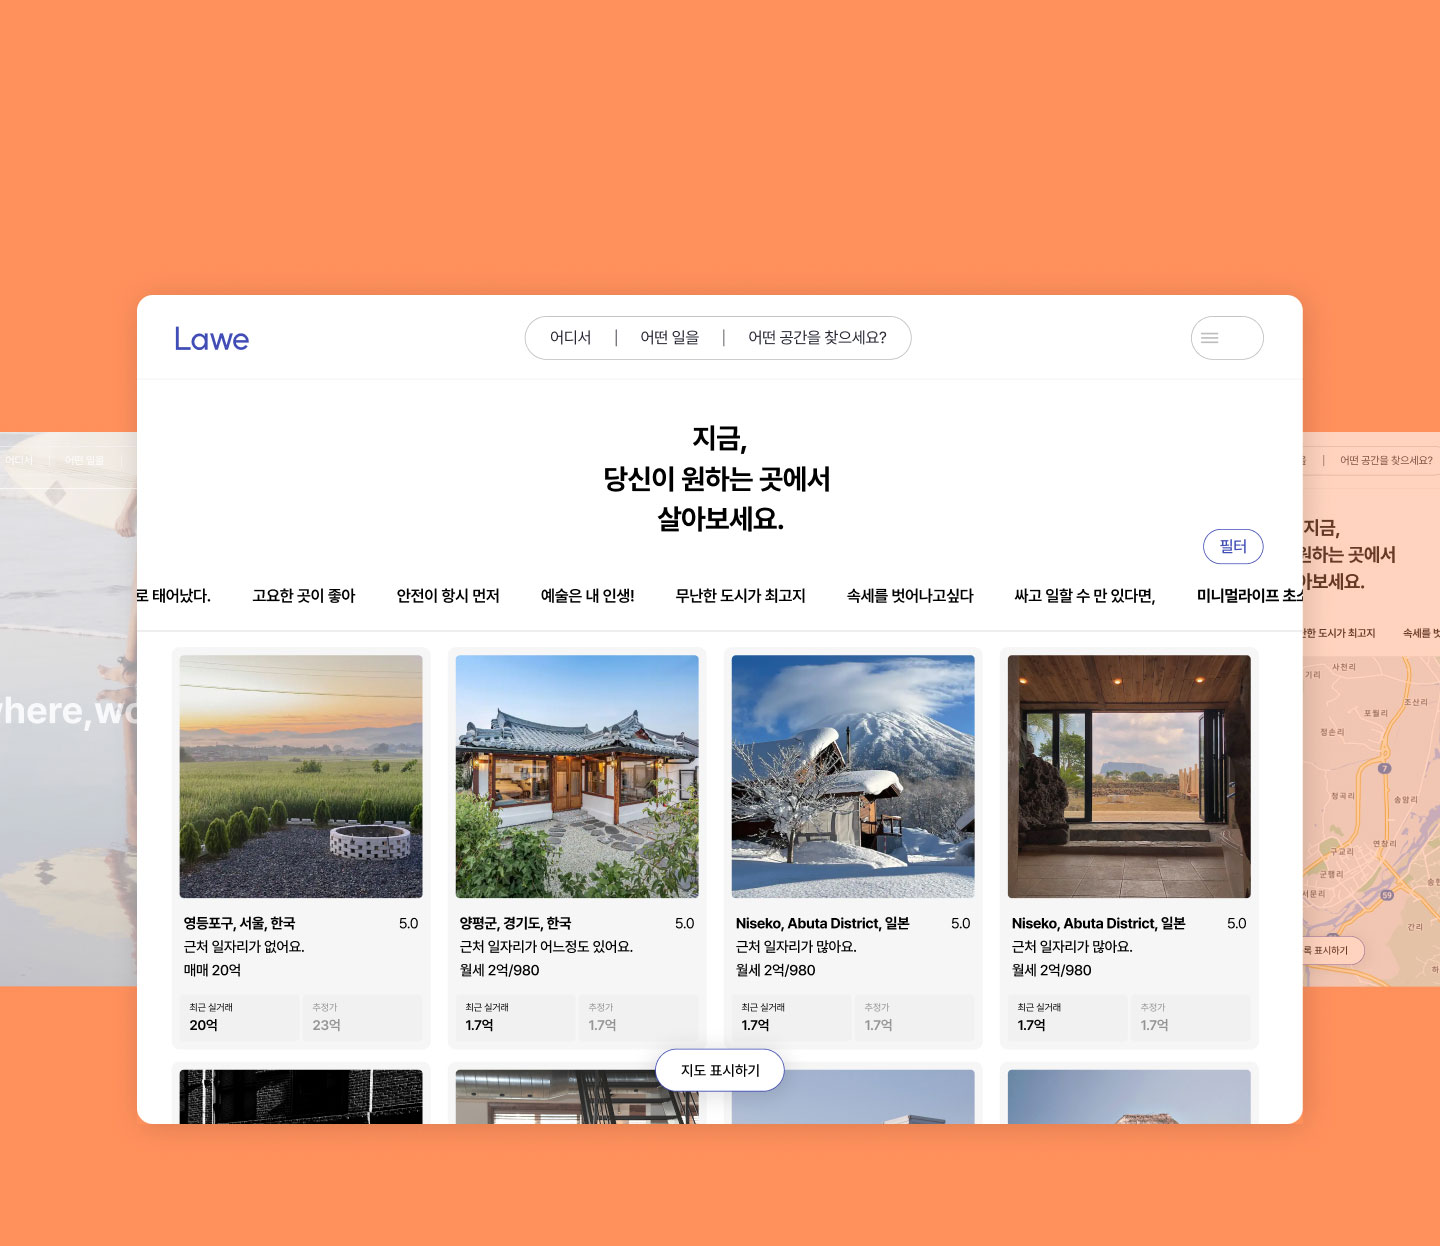 Lawe
어디서 | 어떤 일을 | 어떤 공간을 찾으세요?
지금,
당신이 원하는 곳에서
살아보세요.
필터
로 태어났다. 고요한 곳이 좋아 안전이 항시 먼저 예술은 내 인생! 무난한 도시가 최고지 속세를 벗어나고싶다 싸고 일할 수 만 있다면, 미니멀라이프 초소
영등포구, 서울, 한국 5.0
근처 일자리가 없어요.
매매 20억
최근 실거래 추정가
20억 23억
양평군, 경기도, 한국 5.0
근처 일자리가 어느정도 있어요.
월세 2억/980
최근 실거래 추정가
1.7억 1.7억
Niseko, Abuta District, 일본 5.0
근처 일자리가 많아요.
월세 2억/980
최근 실거래 추정가
1.7억 1.7억
Niseko, Abuta District, 일본 5.0
근처 일자리가 많아요.
월세 2억/980
최근 실거래 추정가
1.7억 1.7억
지도 표시하기
어디서 | 어떤 일을 |
here,wo
| 어떤 공간을 찾으세요?
지금,
원하는 곳에서
아보세요.
한 도시가 최고지 속세를 벗
사천리
기리
조산리
포월리
정손리
7
청곡리
송암리
연창리
구교리
군행리
서문리
59
송현
간리
록 표시하기